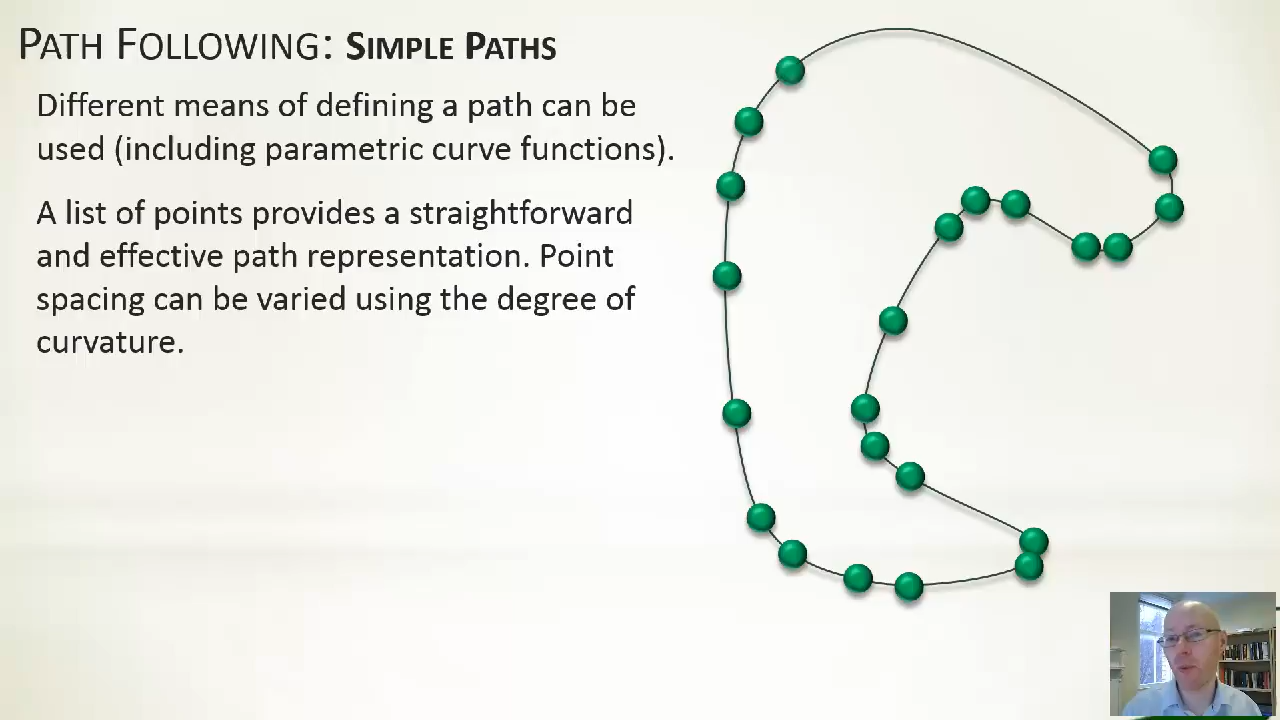 PATH FOLLOWING: SIMPLE PATHS
Different means of defining a path can be
used (including parametric curve functions).
A list of points provides a straightforward
and effective path representation. Point
spacing can be varied using the degree of
curvature.